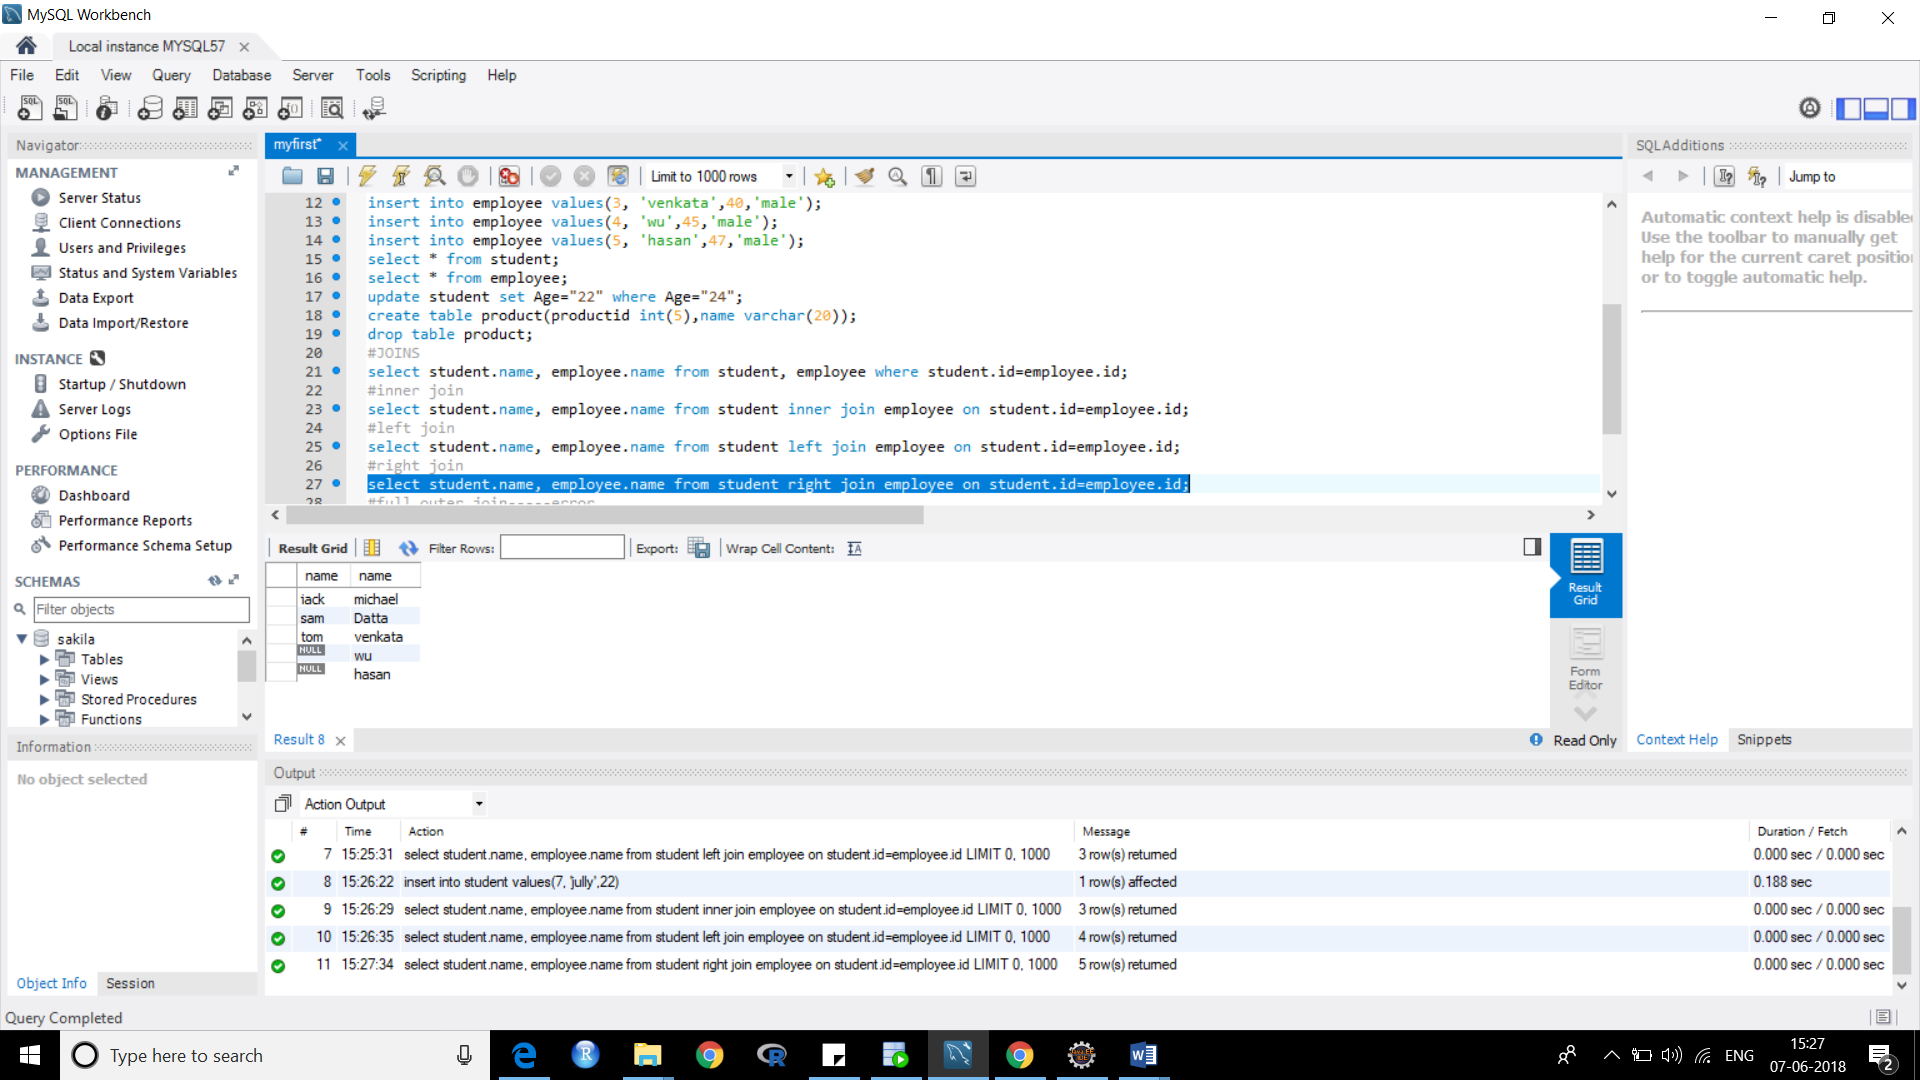 MySQL Workbench
Local instance MYSQL57
File Edit View Query Database Server Tools Scripting Help
Navigator
MANAGEMENT
Server Status
Client Connections
Users and Privileges
Status and System Variables
Data Export
Data Import/Restore
INSTANCE
Startup / Shutdown
Server Logs
Options File
PERFORMANCE
Dashboard
Performance Reports
Performance Schema Setup
SCHEMAS
Filter objects
sakila
Tables
Views
Stored Procedures
Functions
Information
No object selected
Object Info Session
myfirst*
Limit to 1000 rows
12 insert into employee values(3, 'venkata',40,'male');
13 insert into employee values(4, 'wu',45,'male');
14 insert into employee values(5, 'hasan',47,'male');
15 select * from student;
16 select * from employee;
17 update student set Age="22" where Age="24";
18 create table product(productid int(5),name varchar(20));
19 drop table product;
20 #JOINS
21 select student.name, employee.name from student, employee where student.id=employee.id;
22 #inner join
23 select student.name, employee.name from student inner join employee on student.id=employee.id;
24 #left join
25 select student.name, employee.name from student left join employee on student.id=employee.id;
26 #right join
27 select student.name, employee.name from student right join employee on student.id=employee.id;
28 #full outer join-----error
Result Grid Filter Rows: Export: Wrap Cell Content:
name name
jack michael
sam Datta
tom venkata
NULL wu
NULL hasan
Result Grid
Form Editor
Result 8
Read Only
SQLAdditions
Jump to
Automatic context help is disable
Use the toolbar to manually get
help for the current caret positio
or to toggle automatic help.
Context Help Snippets
Output
Action Output
# Time Action Message Duration / Fetch
7 15:25:31 select student.name, employee.name from student left join employee on student.id=employee.id LIMIT 0, 1000 3 row(s) returned 0.000 sec / 0.000 sec
8 15:26:22 insert into student values(7, 'jully',22) 1 row(s) affected 0.188 sec
9 15:26:29 select student.name, employee.name from student inner join employee on student.id=employee.id LIMIT 0, 1000 3 row(s) returned 0.000 sec / 0.000 sec
10 15:26:35 select student.name, employee.name from student left join employee on student.id=employee.id LIMIT 0, 1000 4 row(s) returned 0.000 sec / 0.000 sec
11 15:27:34 select student.name, employee.name from student right join employee on student.id=employee.id LIMIT 0, 1000 5 row(s) returned 0.000 sec / 0.000 sec
Query Completed
Type here to search
ENG
15:27
07-06-2018
2